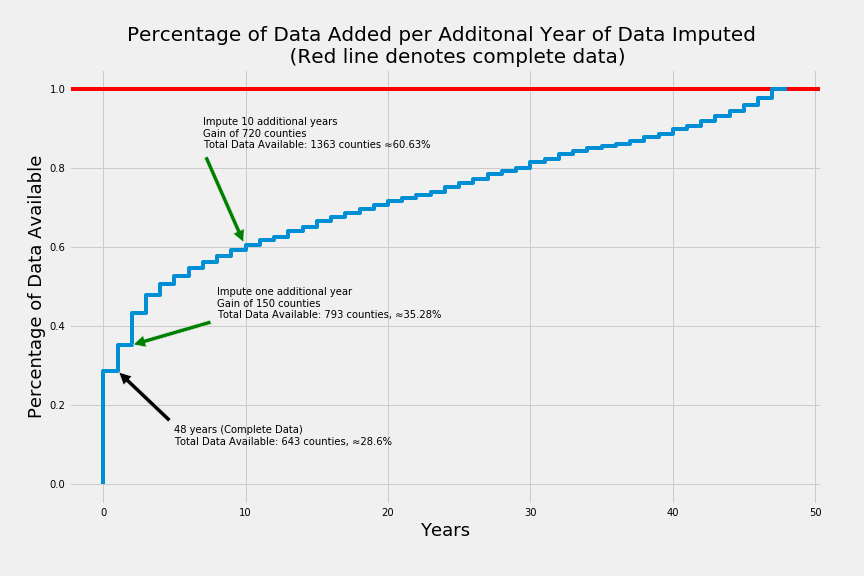 Percentage of Data Added per Additonal Year of Data Imputed
(Red line denotes complete data)
1.0
Impute 10 additional years
Gain of 720 counties
Total Data Available: 1363 counties ≈60.63%
0.8
0.6
Impute one additional year
Gain of 150 counties
Total Data Available: 793 counties, ≈35.28%
0.4
0.2
48 years (Complete Data)
Total Data Available: 643 counties, ≈28.6%
0.0
Percentage of Data Available
0 10 20 30 40 50
Years